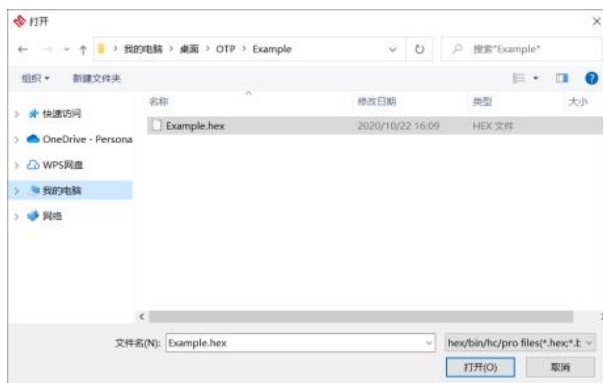 打开
我的电脑 > 桌面 > OTP > Example
搜索"Example"
组织 新建文件夹
名称 修改日期 类型 大小
Example.hex 2020/10/22 16:09 HEX 文件
快速访问
OneDrive - Persona
WPS网盘
我的电脑
网络
文件名(N): Example.hex hex/bin/hc/pro files(*.hex;*.b
打开(O) 取消